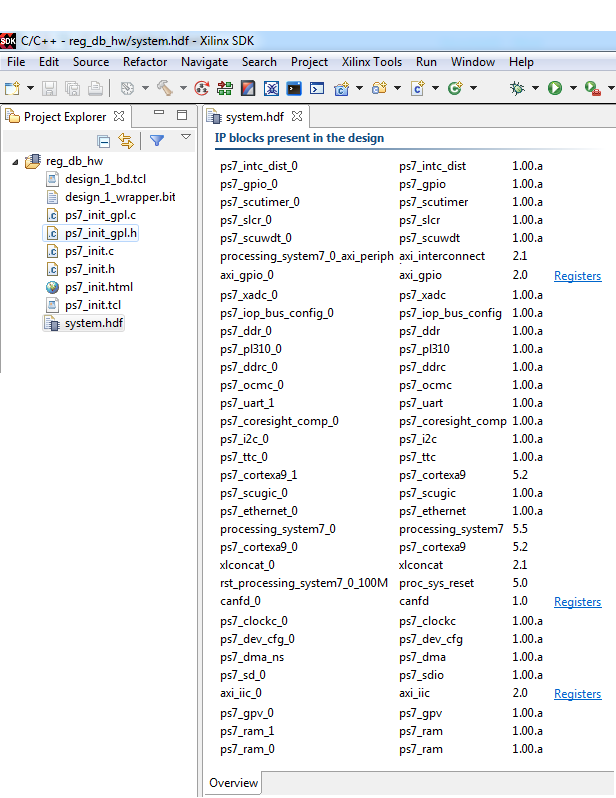 SDK C/C++ - reg_db_hw/system.hdf - Xilinx SDK
File Edit Source Refactor Navigate Search Project Xilinx Tools Run Window Help
Project Explorer
reg_db_hw
design_1_bd.tcl
design_1_wrapper.bit
ps7_init_gpl.c
ps7_init_gpl.h
ps7_init.c
ps7_init.h
ps7_init.html
ps7_init.tcl
system.hdf
system.hdf
IP blocks present in the design
ps7_intc_dist_0 ps7_intc_dist 1.00.a
ps7_gpio_0 ps7_gpio 1.00.a
ps7_scutimer_0 ps7_scutimer 1.00.a
ps7_slcr_0 ps7_slcr 1.00.a
ps7_scuwdt_0 ps7_scuwdt 1.00.a
processing_system7_0_axi_periph axi_interconnect 2.1
axi_gpio_0 axi_gpio 2.0 Registers
ps7_xadc_0 ps7_xadc 1.00.a
ps7_iop_bus_config_0 ps7_iop_bus_config 1.00.a
ps7_ddr_0 ps7_ddr 1.00.a
ps7_pl310_0 ps7_pl310 1.00.a
ps7_ddrc_0 ps7_ddrc 1.00.a
ps7_ocmc_0 ps7_ocmc 1.00.a
ps7_uart_1 ps7_uart 1.00.a
ps7_coresight_comp_0 ps7_coresight_comp 1.00.a
ps7_i2c_0 ps7_i2c 1.00.a
ps7_ttc_0 ps7_ttc 1.00.a
ps7_cortexa9_1 ps7_cortexa9 5.2
ps7_scugic_0 ps7_scugic 1.00.a
ps7_ethernet_0 ps7_ethernet 1.00.a
processing_system7_0 processing_system7 5.5
ps7_cortexa9_0 ps7_cortexa9 5.2
xlconcat_0 xlconcat 2.1
rst_processing_system7_0_100M proc_sys_reset 5.0
canfd_0 canfd 1.0 Registers
ps7_clockc_0 ps7_clockc 1.00.a
ps7_dev_cfg_0 ps7_dev_cfg 1.00.a
ps7_dma_ns ps7_dma 1.00.a
ps7_sd_0 ps7_sdio 1.00.a
axi_iic_0 axi_iic 2.0 Registers
ps7_gpv_0 ps7_gpv 1.00.a
ps7_ram_1 ps7_ram 1.00.a
ps7_ram_0 ps7_ram 1.00.a
Overview